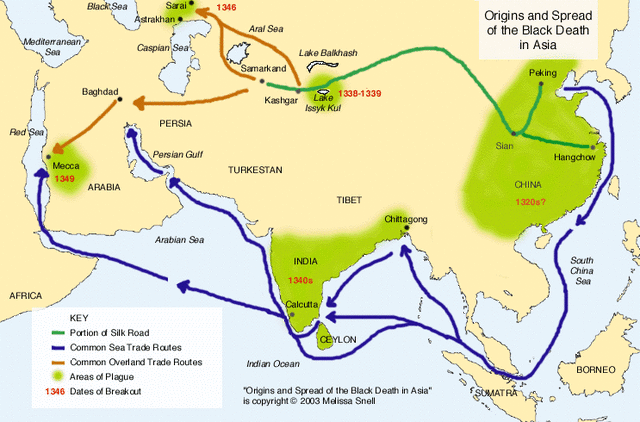 Origins and Spread
of the Black Death
in Asia
Black Sea
Sarai
1346
Astrakhan
Aral Sea
Mediterranean
Sea
Caspian Sea
Lake Balkhash
Peking
Samarkand
Kashgar
Lake
Issyk Kul
1338-1339
Baghdad
Red Sea
PERSIA
Sian
Hangchow
Mecca
1349
Persian Gulf
ARABIA
TURKESTAN
TIBET
CHINA
1320s?
Chittagong
Arabian Sea
INDIA
1340s
South
China
Sea
AFRICA
Calcutta
CEYLON
Indian Ocean
SUMATRA
BORNEO
KEY
Portion of Silk Road
Common Sea Trade Routes
Common Overland Trade Routes
Areas of Plague
1346 Dates of Breakout
"Origins and Spread of the Black Death in Asia"
is copyright © 2003 Melissa Snell